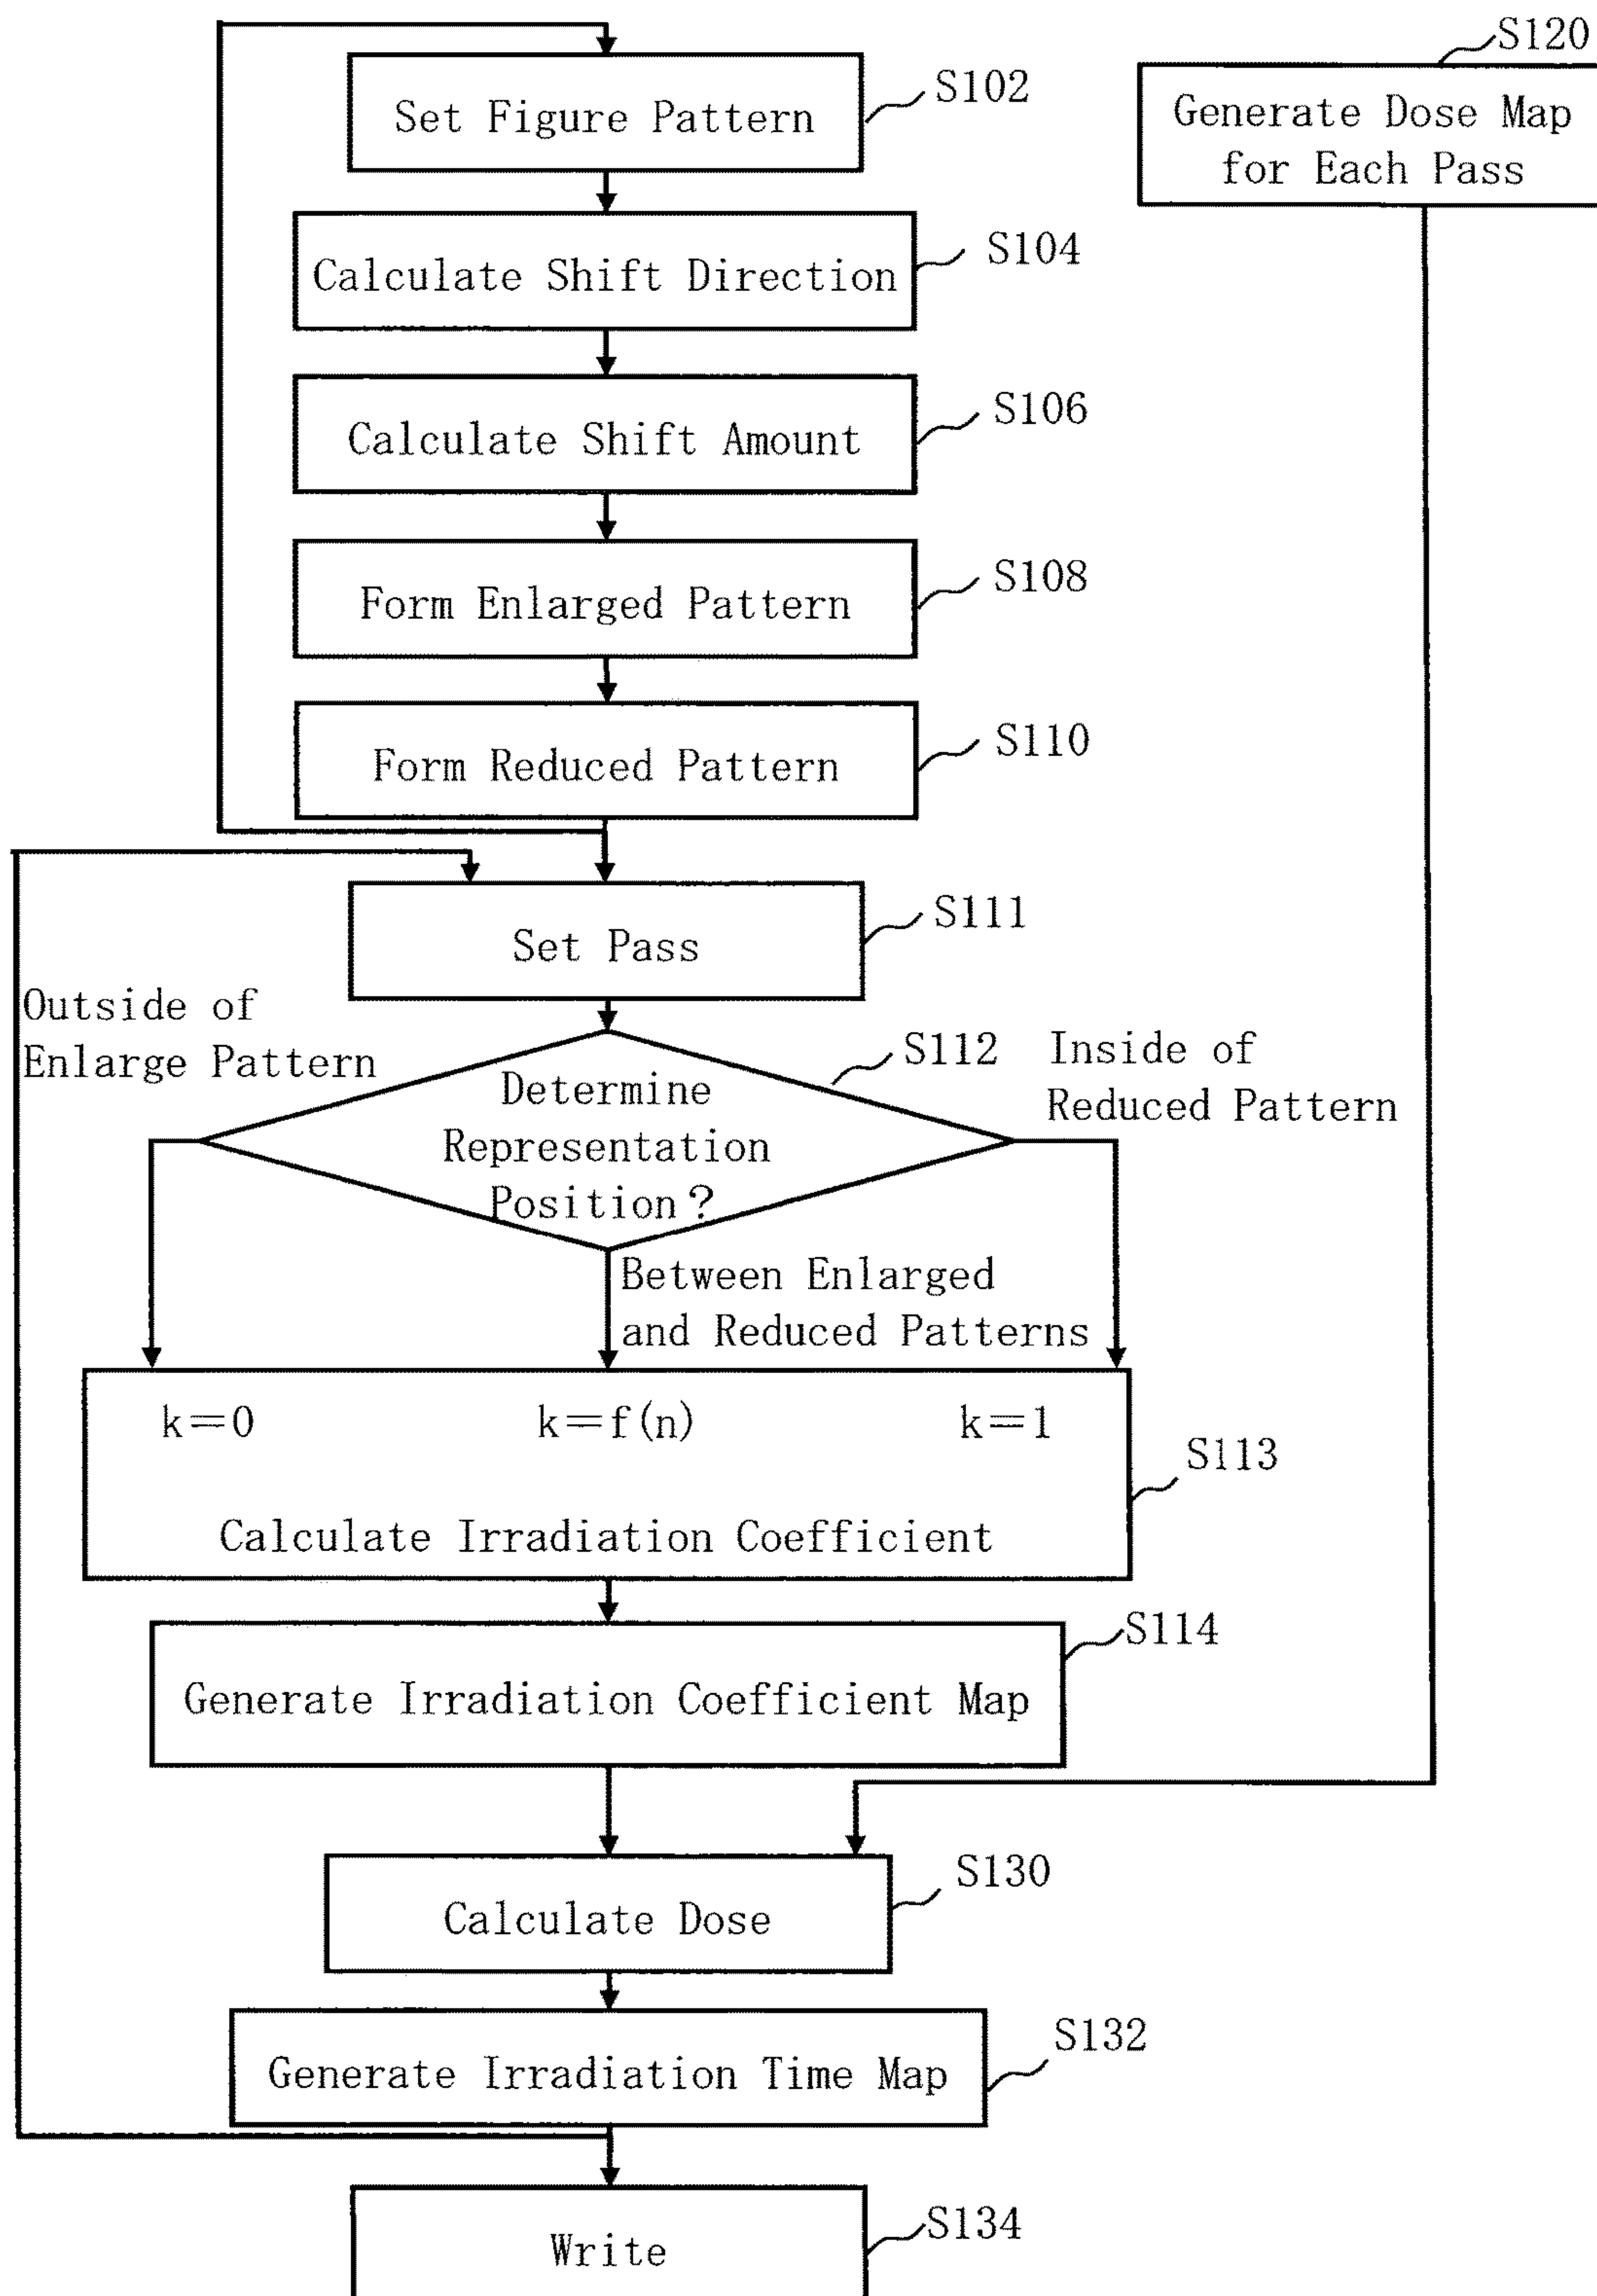 S120
Generate Dose Map
for Each Pass
Set Figure Pattern
S102
Calculate Shift Direction
S104
Calculate Shift Amount
S106
Form Enlarged Pattern
S108
Form Reduced Pattern
S110
Set Pass
S111
Outside of
Enlarge Pattern
Determine
Representation
Position?
S112
Inside of
Reduced Pattern
Between Enlarged
and Reduced Patterns
k=0
k=f(n)
k=1
Calculate Irradiation Coefficient
S113
Generate Irradiation Coefficient Map
S114
Calculate Dose
S130
Generate Irradiation Time Map
S132
Write
S134